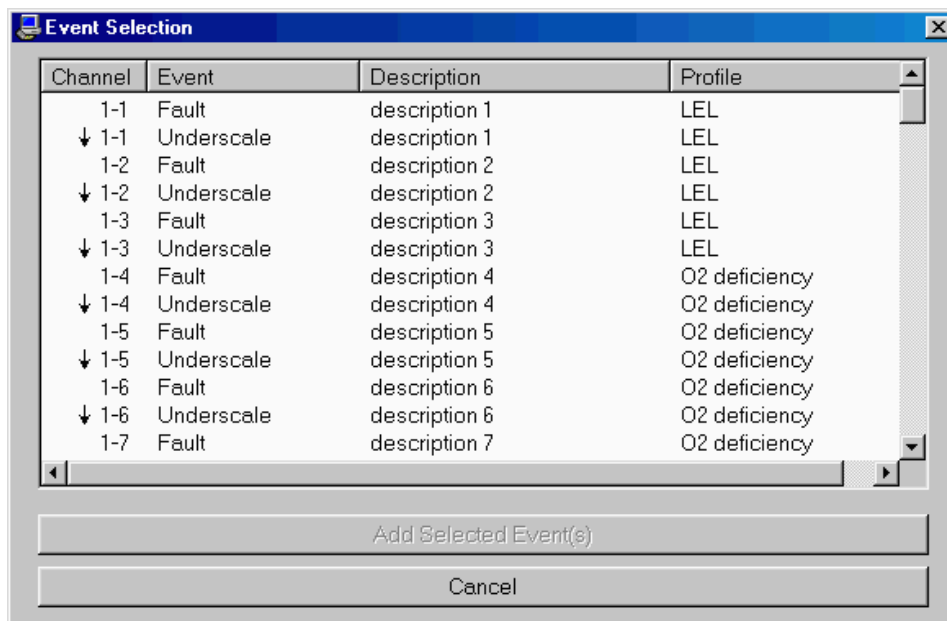 Event Selection
Channel Event Description Profile
1-1 Fault description 1 LEL
↓ 1-1 Underscale description 1 LEL
1-2 Fault description 2 LEL
↓ 1-2 Underscale description 2 LEL
1-3 Fault description 3 LEL
↓ 1-3 Underscale description 3 LEL
1-4 Fault description 4 O2 deficiency
↓ 1-4 Underscale description 4 O2 deficiency
1-5 Fault description 5 O2 deficiency
↓ 1-5 Underscale description 5 O2 deficiency
1-6 Fault description 6 O2 deficiency
↓ 1-6 Underscale description 6 O2 deficiency
1-7 Fault description 7 O2 deficiency
Add Selected Event(s)
Cancel